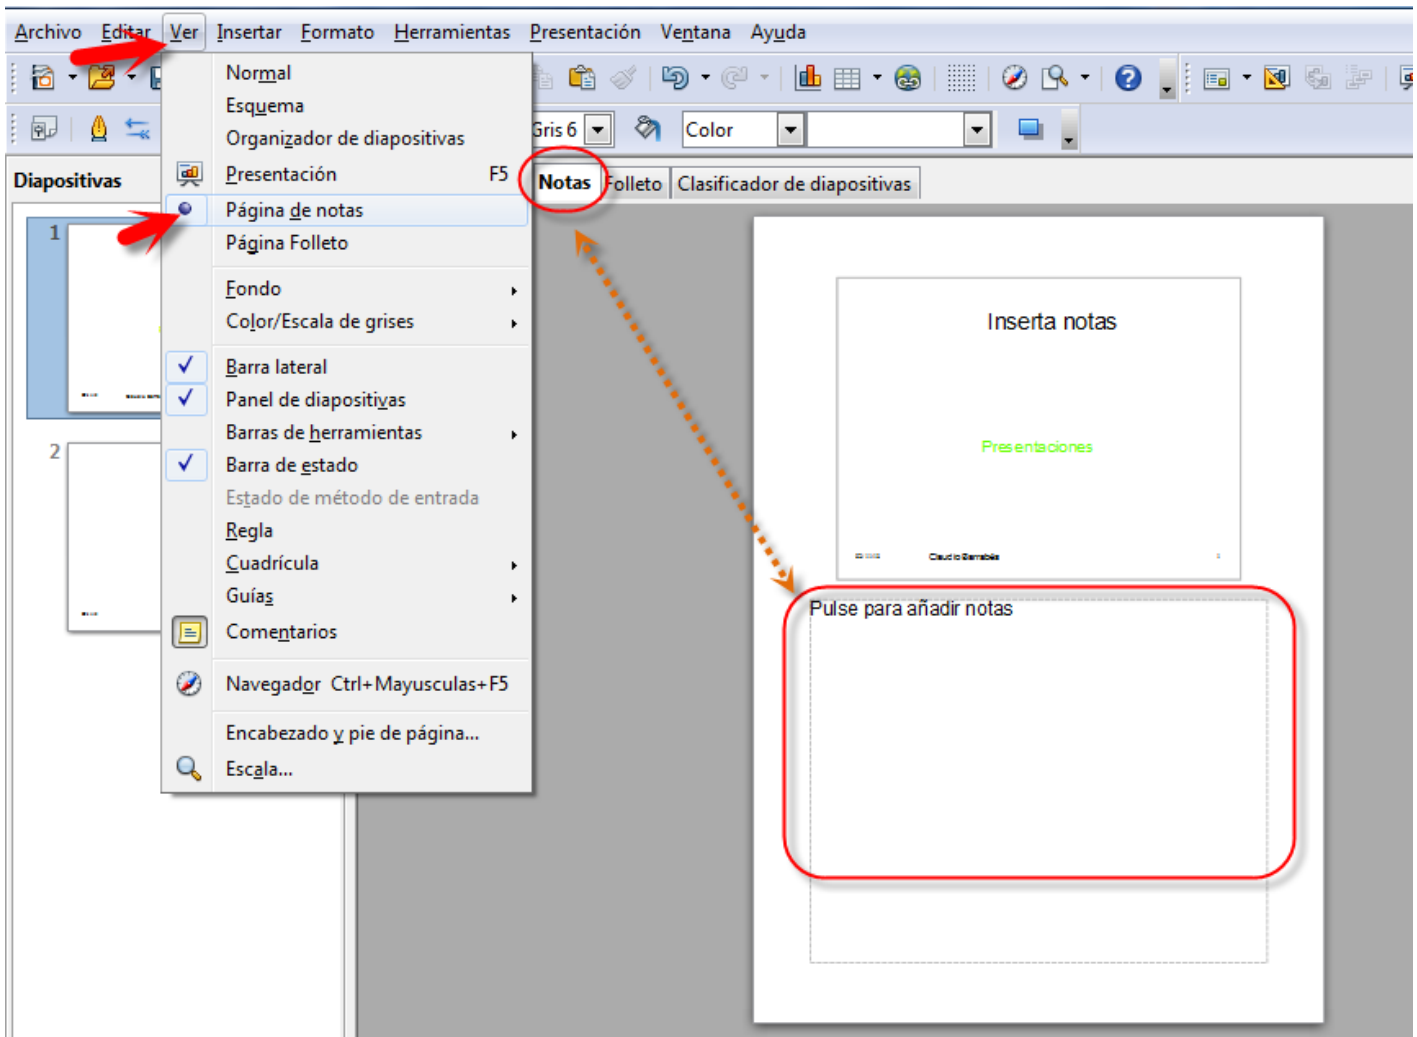 Archivo Editar Ver Insertar Formato Herramientas Presentación Ventana Ayuda
Gris 6 Color
Diapositivas
Notas Folleto Clasificador de diapositivas
Normal
Esquema
Organizador de diapositivas
Presentación F5
Página de notas
Página Folleto
Fondo
Color/Escala de grises
Barra lateral
Panel de diapositivas
Barras de herramientas
Barra de estado
Estado de método de entrada
Regla
Cuadrícula
Guías
Comentarios
Navegador Ctrl+Mayusculas+F5
Encabezado y pie de página...
Escala...
1
2
Inserta notas
Presentaciones
Claudio Barrabés
Pulse para añadir notas